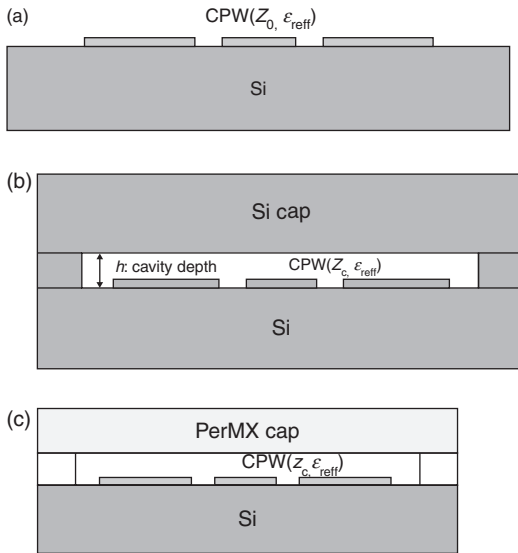 (a)
CPW(Z0, εreff)
Si
(b)
Si cap
h: cavity depth
CPW(Zc, εreff)
Si
(c)
PerMX cap
CPW(zc, εreff)
Si